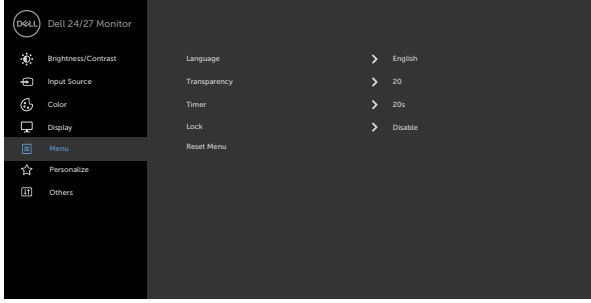 DELL Dell 24/27 Monitor
Brightness/Contrast Language English
Input Source Transparency 20
Color Timer 20s
Display Lock Disable
Menu Reset Menu
Personalize
Others